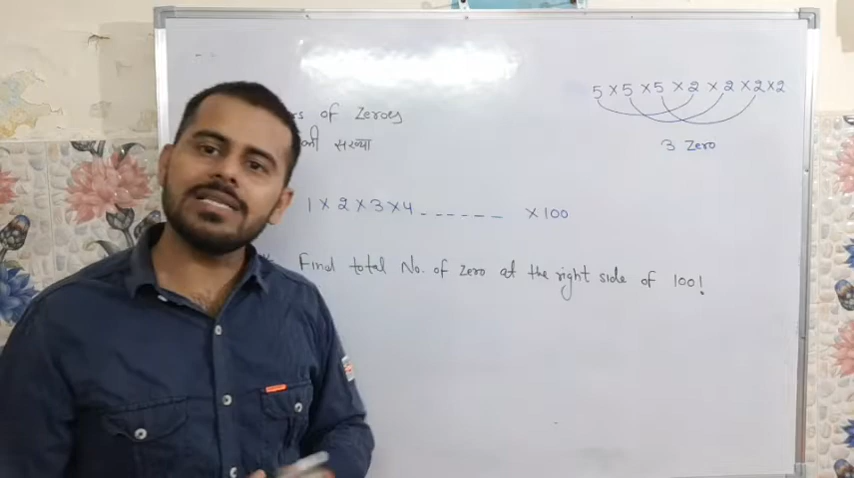 of Zeroes
की सख्या
1 × 2 × 3 × 4 _ _ _ _ _ _ × 100
Find total No. of zero at the right side of 100!
5 × 5 × 5 × 2 × 2 × 2 × 2
3 Zero